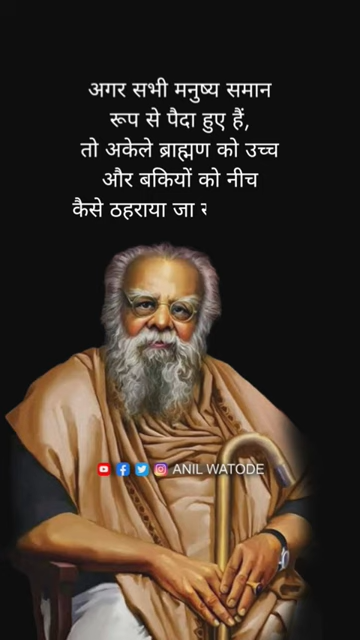 अगर सभी मनुष्य समान
रूप से पैदा हुए हैं,
तो अकेले ब्राह्मण को उच्च
और बकियों को नीच
कैसे ठहराया जा
ANIL WATODE